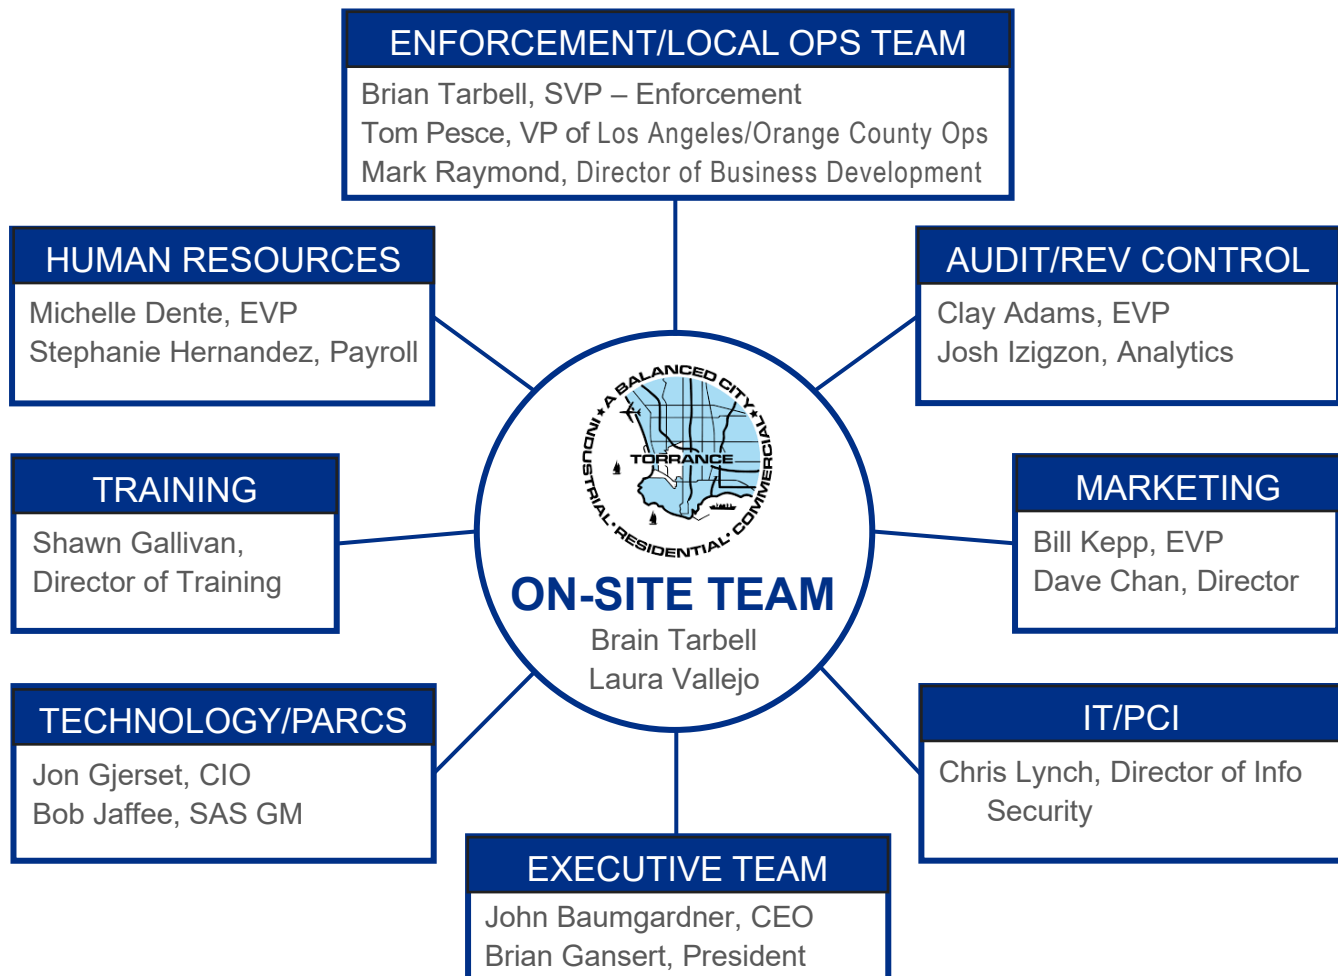 ENFORCEMENT/LOCAL OPS TEAM
Brian Tarbell, SVP – Enforcement
Tom Pesce, VP of Los Angeles/Orange County Ops
Mark Raymond, Director of Business Development
HUMAN RESOURCES
Michelle Dente, EVP
Stephanie Hernandez, Payroll
AUDIT/REV CONTROL
Clay Adams, EVP
Josh Izigzon, Analytics
TRAINING
Shawn Gallivan,
Director of Training
A BALANCED CITY
INDUSTRIAL · RESIDENTIAL · COMMERCIAL
TORRANCE
ON-SITE TEAM
Brain Tarbell
Laura Vallejo
MARKETING
Bill Kepp, EVP
Dave Chan, Director
TECHNOLOGY/PARCS
Jon Gjerset, CIO
Bob Jaffee, SAS GM
IT/PCI
Chris Lynch, Director of Info
Security
EXECUTIVE TEAM
John Baumgardner, CEO
Brian Gansert, President